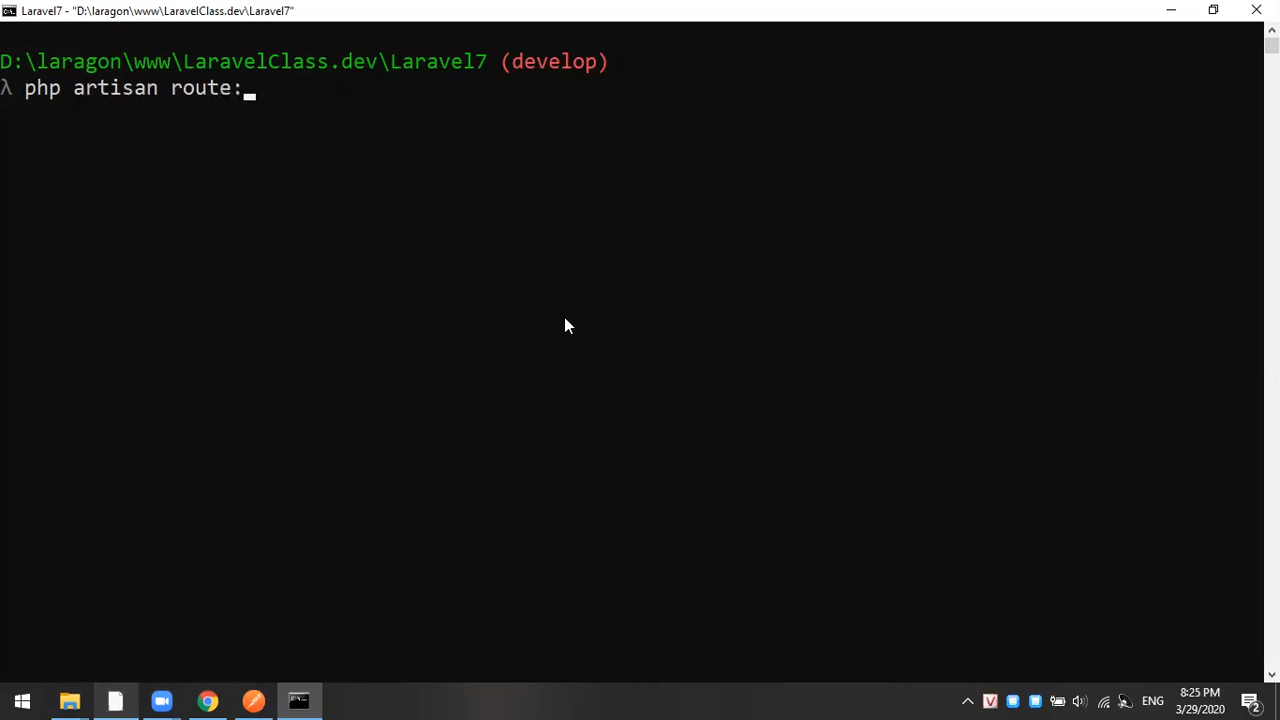 Laravel7 - "D:\laragon\www\LaravelClass.dev\Laravel7"
D:\laragon\www\LaravelClass.dev\Laravel7 (develop)
λ php artisan route:
ENG
8:25 PM
3/29/2020
2